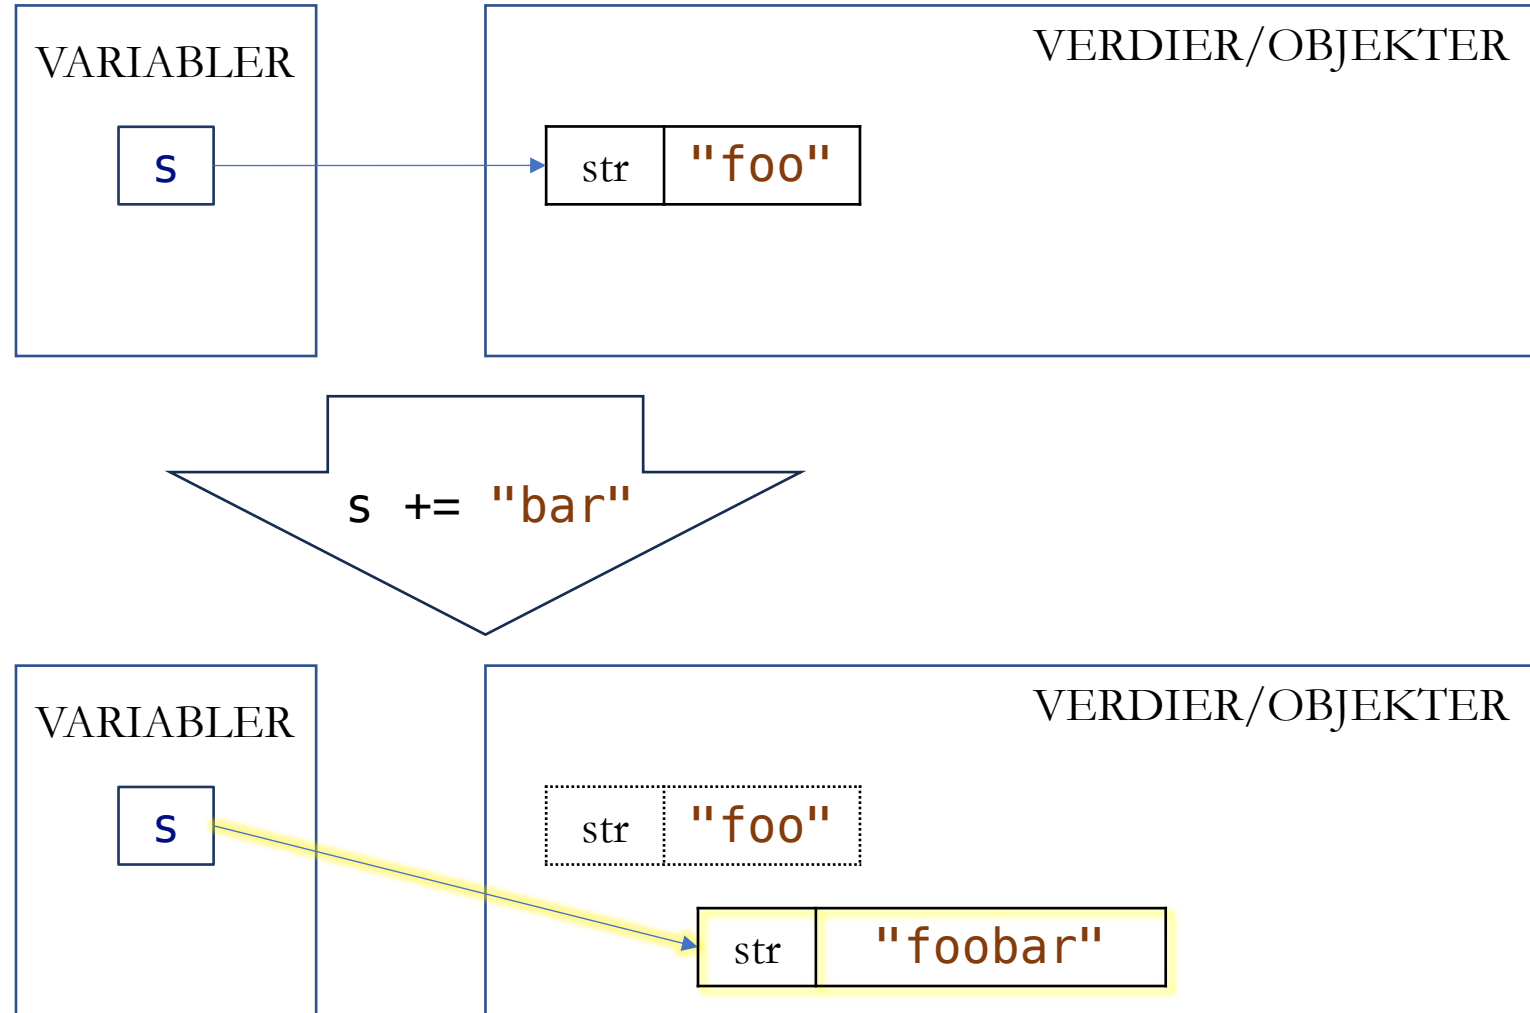 VARIABLER
VERDIER/OBJEKTER
s
str
"foo"
s += "bar"
VARIABLER
VERDIER/OBJEKTER
s
str
"foo"
str
"foobar"